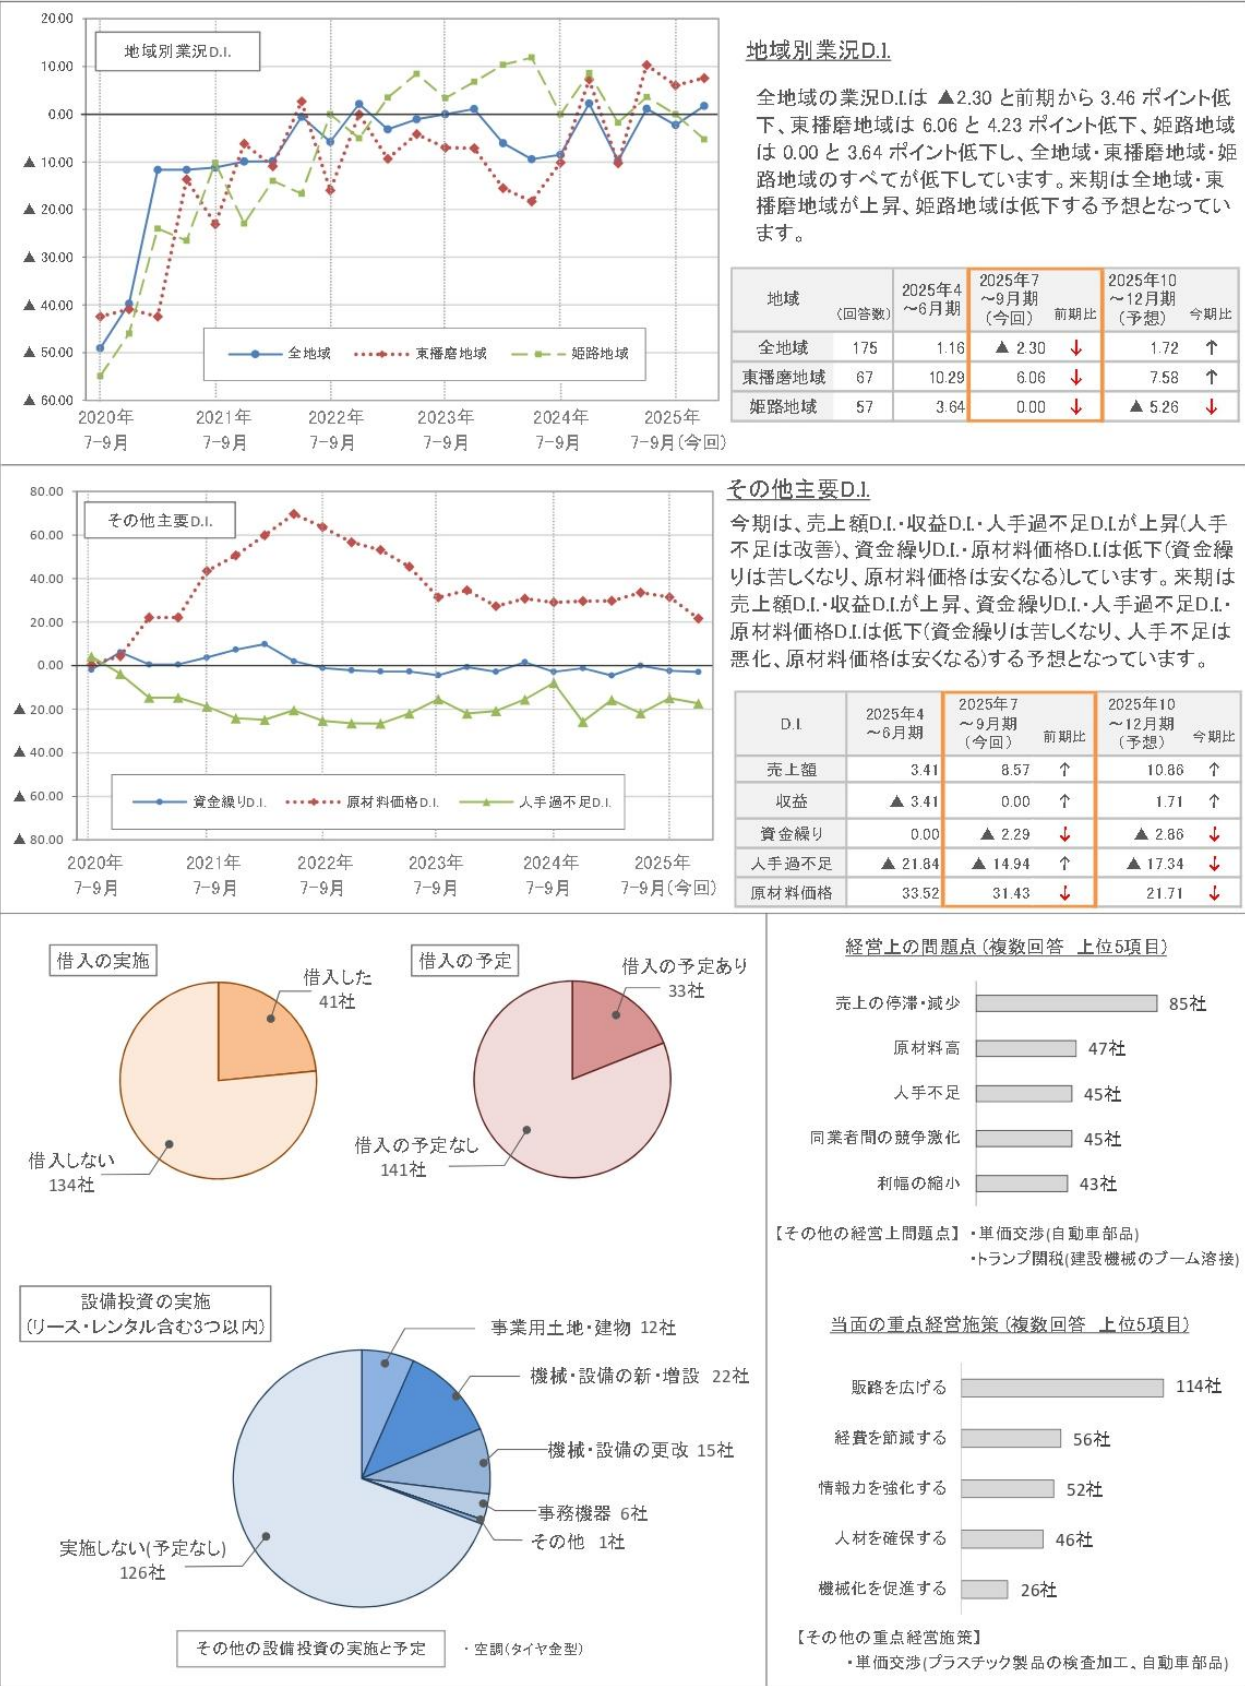 地域別業況D.I.
20.00
10.00
0.00
▲ 10.00
▲ 20.00
▲ 30.00
▲ 40.00
▲ 50.00
▲ 60.00
全地域 東播磨地域 姫路地域
2020年 2021年 2022年 2023年 2024年 2025年
7-9月 7-9月 7-9月 7-9月 7-9月 7-9月(今回)
地域別業況D.I.
全地域の業況D.I.は ▲2.30 と前期から 3.46 ポイント低
下、東播磨地域は 6.06 と 4.23 ポイント低下、姫路地域
は 0.00 と 3.64 ポイント低下し、全地域・東播磨地域・姫
路地域のすべてが低下しています。来期は全地域・東
播磨地域が上昇、姫路地域は低下する予想となってい
ます。
地域 (回答数) 2025年4～6月期 2025年7～9月期(今回) 前期比 2025年10～12月期(予想) 今期比
全地域 175 1.16 ▲ 2.30 ↓ 1.72 ↑
東播磨地域 67 10.29 6.06 ↓ 7.58 ↑
姫路地域 57 3.64 0.00 ↓ ▲ 5.26 ↓
その他主要D.I.
80.00
60.00
40.00
20.00
0.00
▲ 20.00
▲ 40.00
▲ 60.00
▲ 80.00
資金繰りD.I. 原材料価格D.I. 人手過不足D.I.
2020年 2021年 2022年 2023年 2024年 2025年
7-9月 7-9月 7-9月 7-9月 7-9月 7-9月(今回)
その他主要D.I.
今期は、売上額D.I.・収益D.I.・人手過不足D.I.が上昇(人手
不足は改善)、資金繰りD.I.・原材料価格D.I.は低下(資金繰
りは苦しくなり、原材料価格は安くなる)しています。来期は
売上額D.I.・収益D.I.が上昇、資金繰りD.I.・人手過不足D.I.・
原材料価格D.I.は低下(資金繰りは苦しくなり、人手不足は
悪化、原材料価格は安くなる)する予想となっています。
D.I. 2025年4～6月期 2025年7～9月期(今回) 前期比 2025年10～12月期(予想) 今期比
売上額 3.41 8.57 ↑ 10.86 ↑
収益 ▲ 3.41 0.00 ↑ 1.71 ↑
資金繰り 0.00 ▲ 2.29 ↓ ▲ 2.86 ↓
人手過不足 ▲ 21.84 ▲ 14.94 ↑ ▲ 17.34 ↓
原材料価格 33.52 31.43 ↓ 21.71 ↓
借入の実施
借入した
41社
借入しない
134社
借入の予定
借入の予定あり
33社
借入の予定なし
141社
設備投資の実施
(リース・レンタル含む3つ以内)
事業用土地・建物 12社
機械・設備の新・増設 22社
機械・設備の更改 15社
事務機器 6社
その他 1社
実施しない(予定なし)
126社
その他の設備投資の実施と予定 ・空調(タイヤ金型)
経営上の問題点(複数回答 上位5項目)
売上の停滞・減少 85社
原材料高 47社
人手不足 45社
同業者間の競争激化 45社
利幅の縮小 43社
【その他の経営上問題点】 ・単価交渉(自動車部品)
・トランプ関税(建設機械のブーム溶接)
当面の重点経営施策(複数回答 上位5項目)
販路を広げる 114社
経費を節減する 56社
情報力を強化する 52社
人材を確保する 46社
機械化を促進する 26社
【その他の重点経営施策】
・単価交渉(プラスチック製品の検査加工、自動車部品)